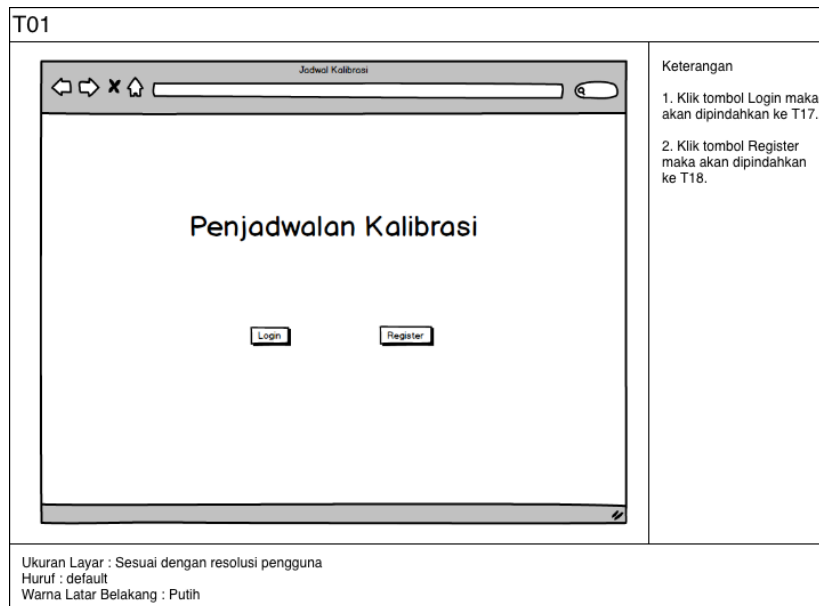 T01
Jadwal Kalibrasi
Penjadwalan Kalibrasi
Login
Register
Keterangan
1. Klik tombol Login maka
akan dipindahkan ke T17.
2. Klik tombol Register
maka akan dipindahkan
ke T18.
Ukuran Layar : Sesuai dengan resolusi pengguna
Huruf : default
Warna Latar Belakang : Putih